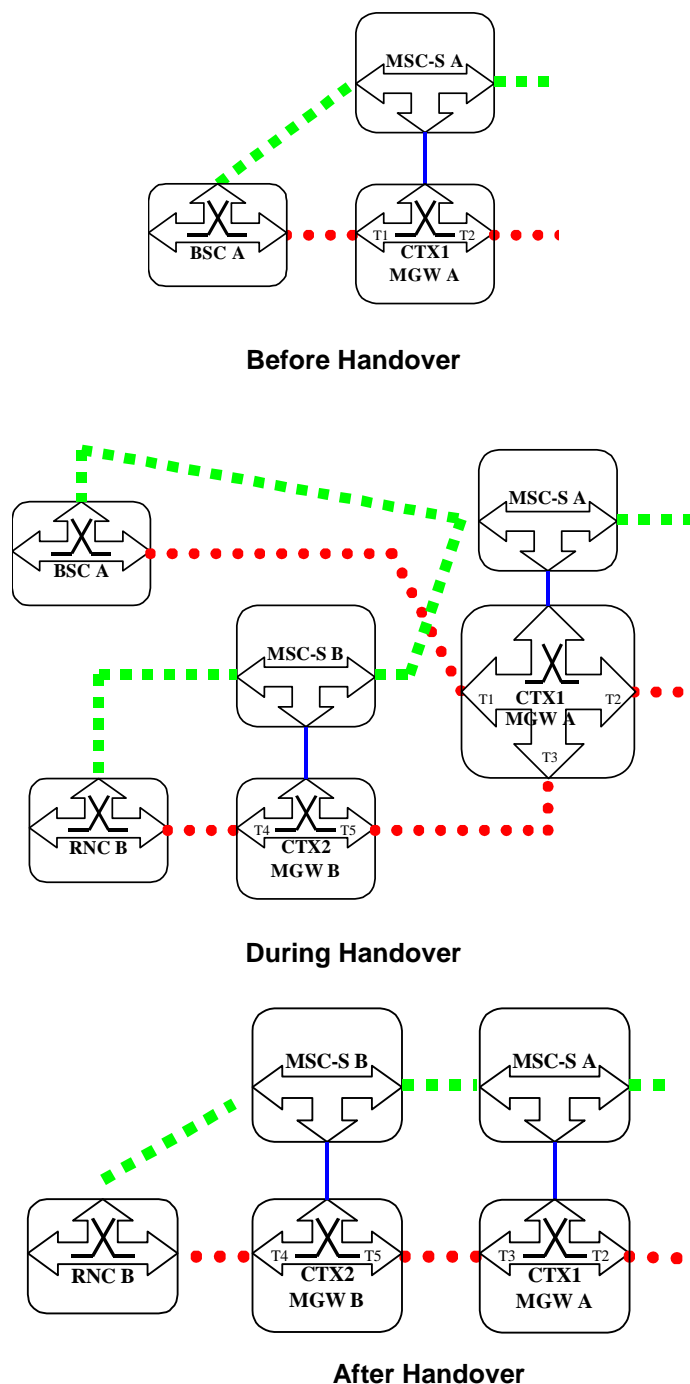 MSC-S A
T1 T2
BSC A CTX1
MGW A
Before Handover
MSC-S A
BSC A
MSC-S B
T1 CTX1 T2
MGW A
T3
T4 T5
RNC B CTX2
MGW B
During Handover
MSC-S B MSC-S A
T4 T5 T3 T2
RNC B CTX2 CTX1
MGW B MGW A
After Handover